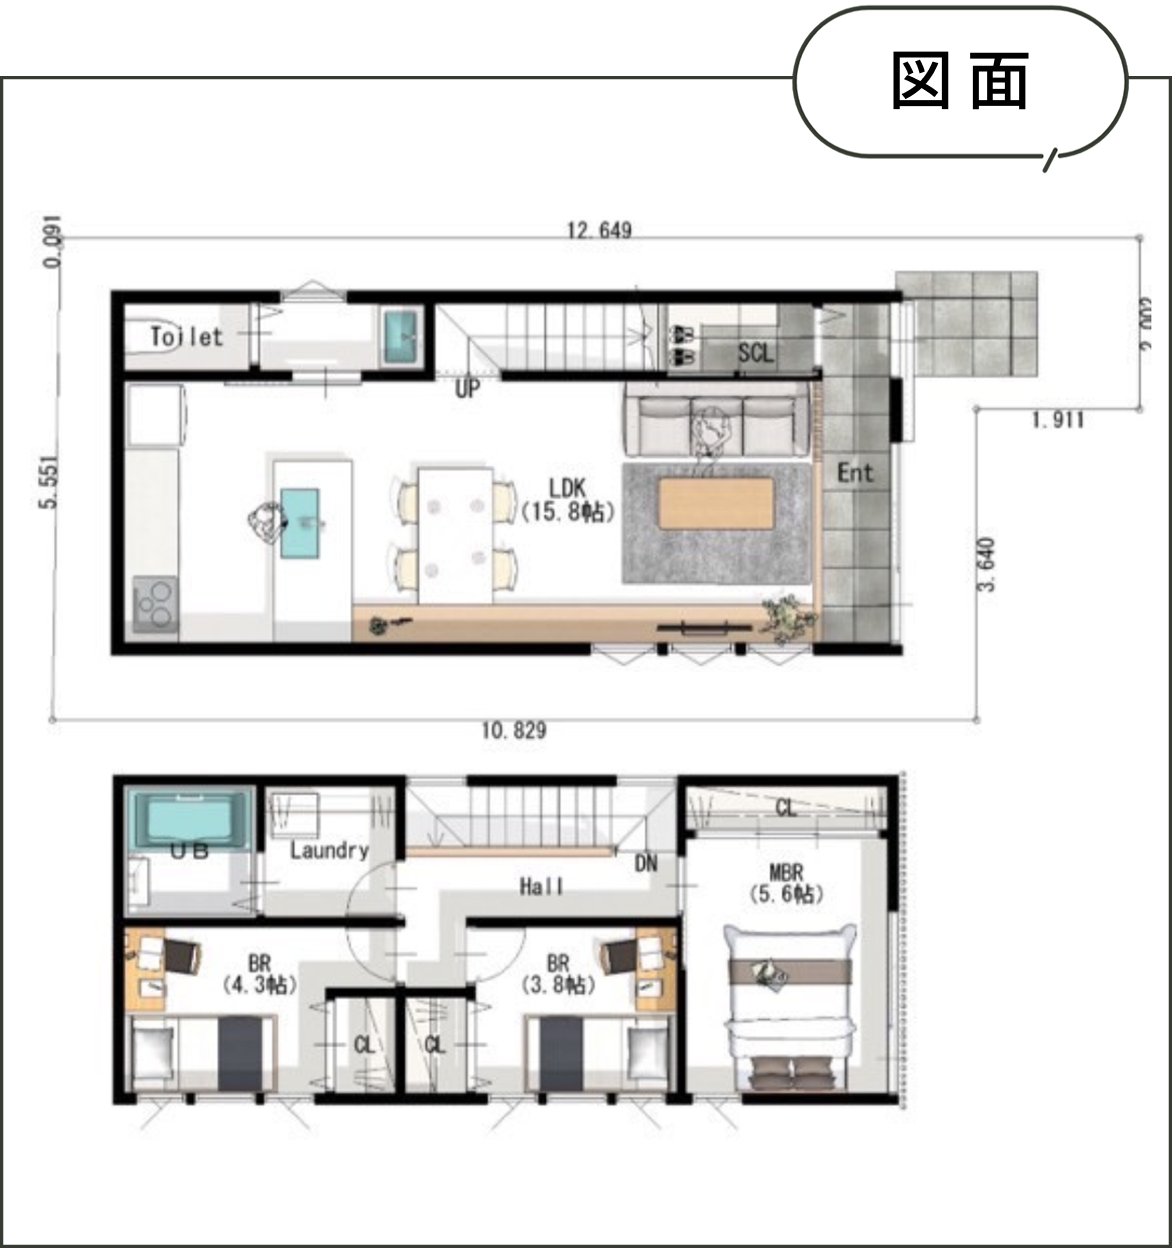 図面
12.649
0.091
Toilet
SCL
UP
1.911
5.551
LDK
(15.8帖)
Ent
3.640
10.829
UB
Laundry
Hall
DN
CL
MBR
(5.6帖)
BR
(4.3帖)
BR
(3.8帖)
CL
CL